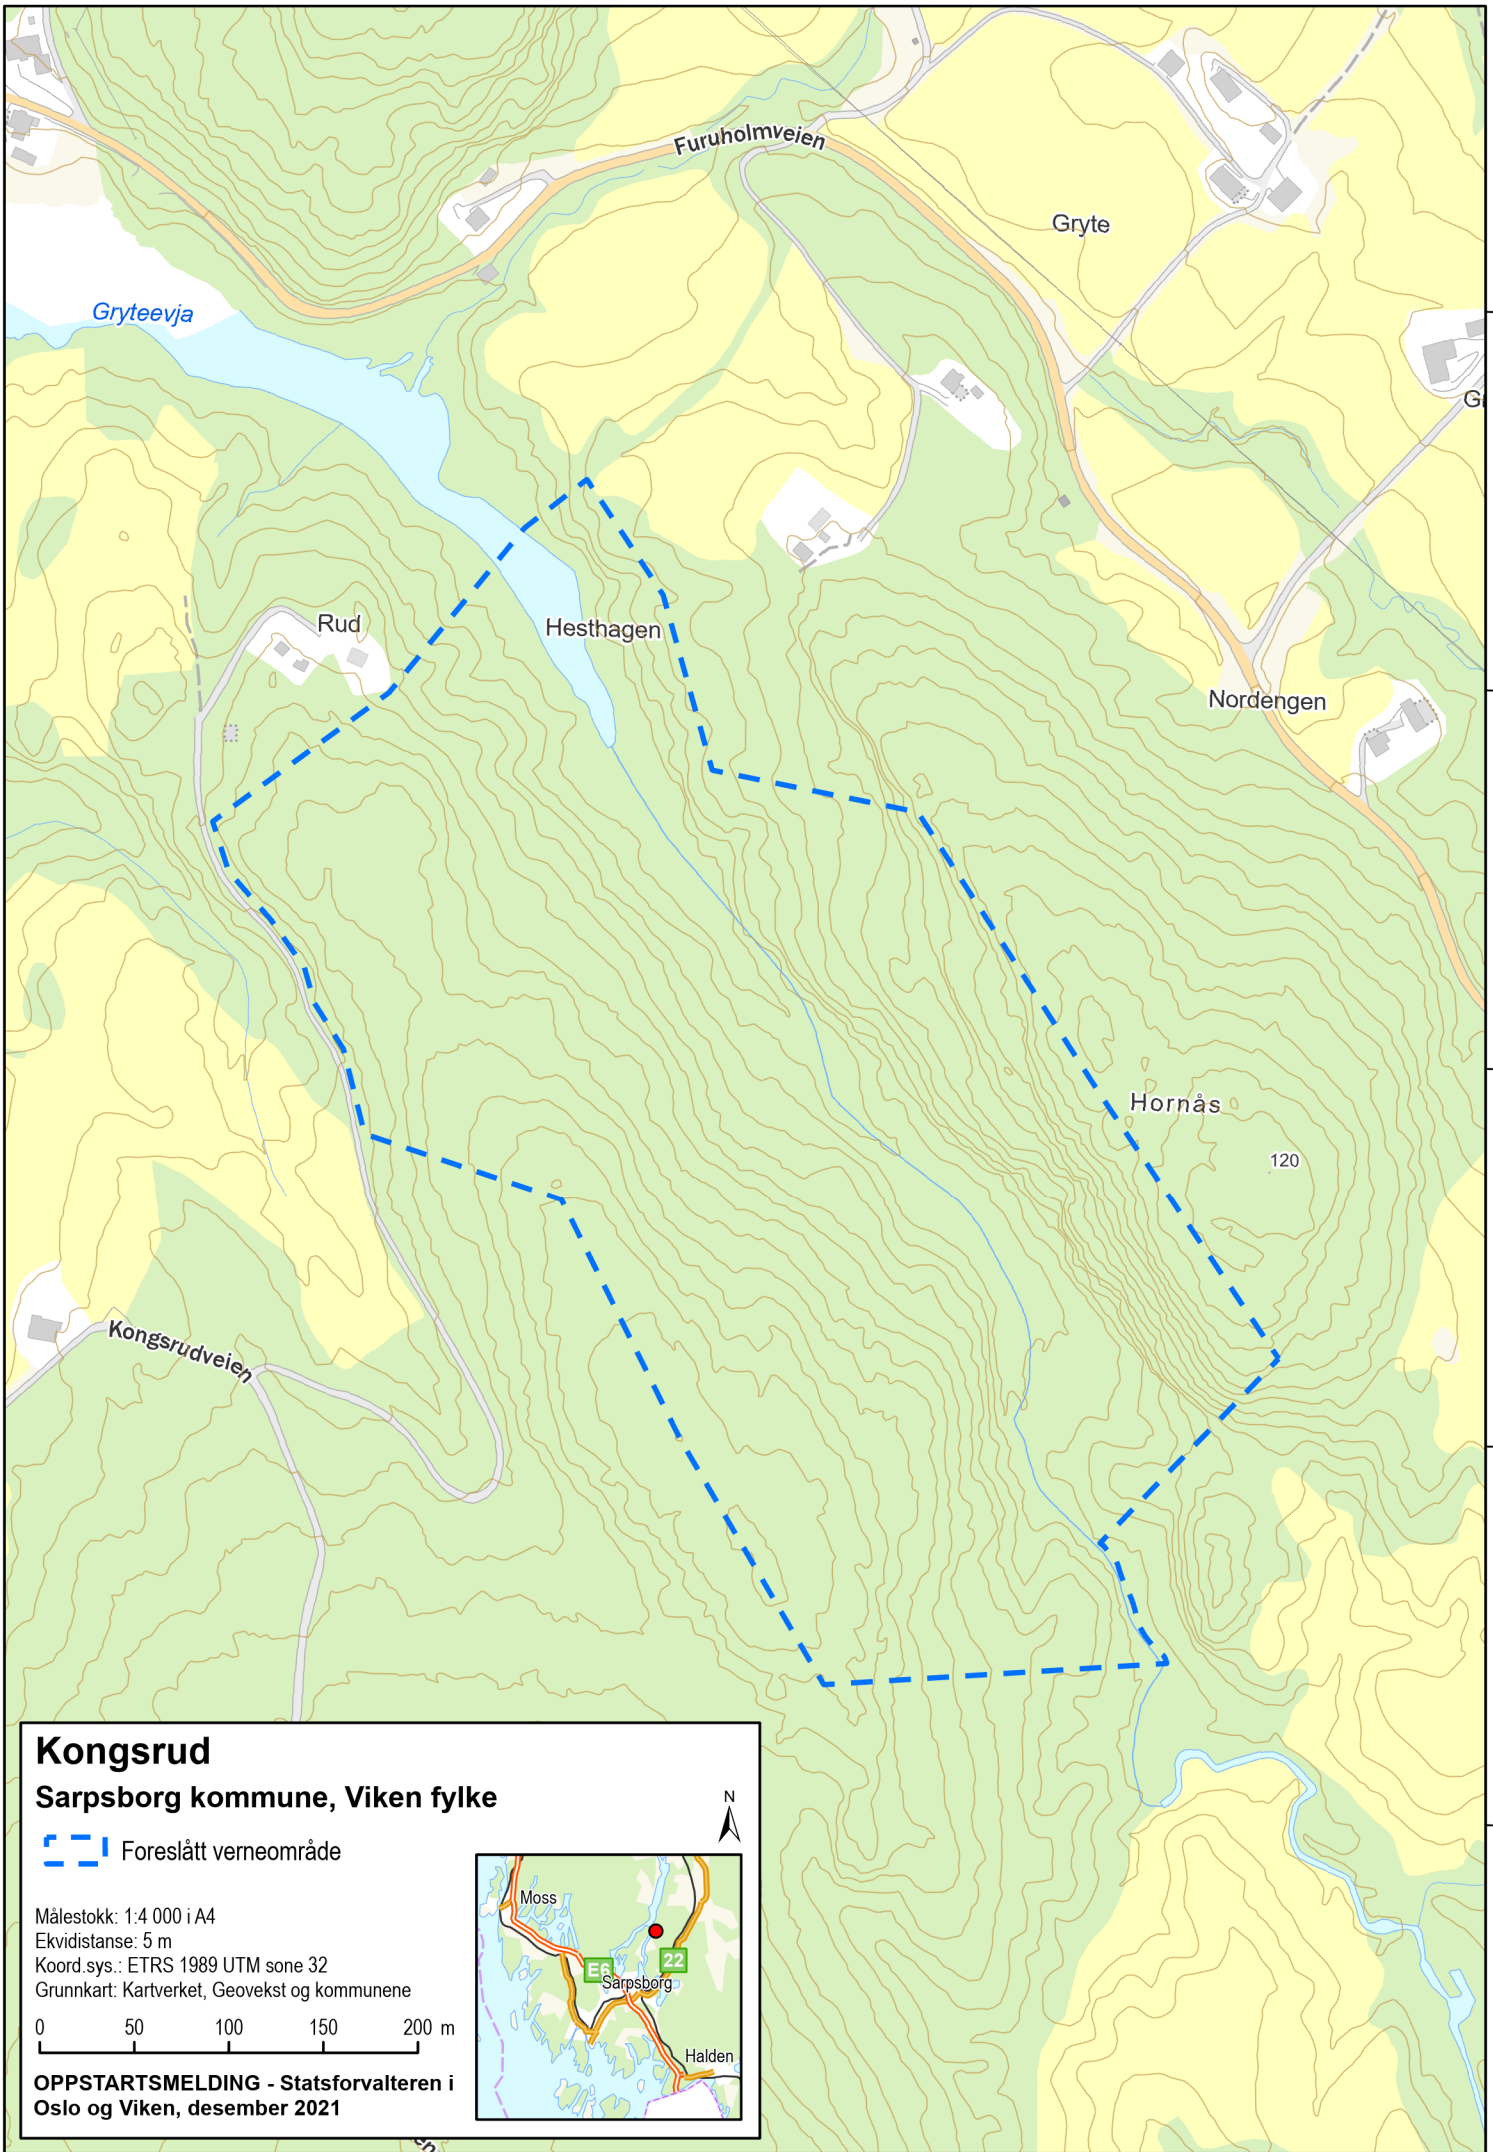 Furuholmveien
Gryte
Gryteevja
G
Rud
Hesthagen
Nordengen
Hornås
120
Kongsrudveien
Kongsrud
Sarpsborg kommune, Viken fylke
N
Foreslått verneområde
Målestokk: 1:4 000 i A4
Ekvidistanse: 5 m
Koord.sys.: ETRS 1989 UTM sone 32
Grunnkart: Kartverket, Geovekst og kommunene
0 50 100 150 200 m
OPPSTARTSMELDING - Statsforvalteren i
Oslo og Viken, desember 2021
Moss
E6
22
Sarpsborg
Halden
en